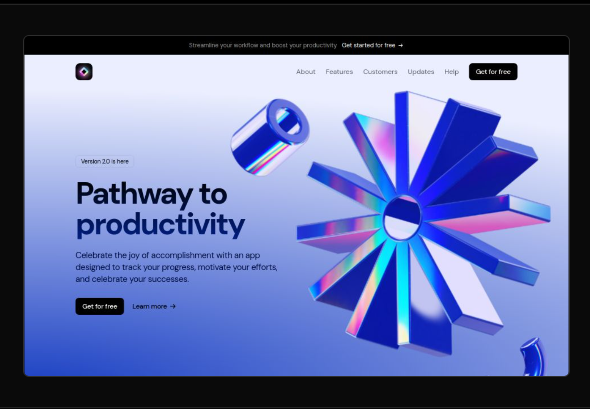 Streamline your workflow and boost your productivity Get started for free →
About Features Customers Updates Help Get for free
Version 2.0 is here
Pathway to
productivity
Celebrate the joy of accomplishment with an app
designed to track your progress, motivate your efforts,
and celebrate your successes.
Get for free Learn more →